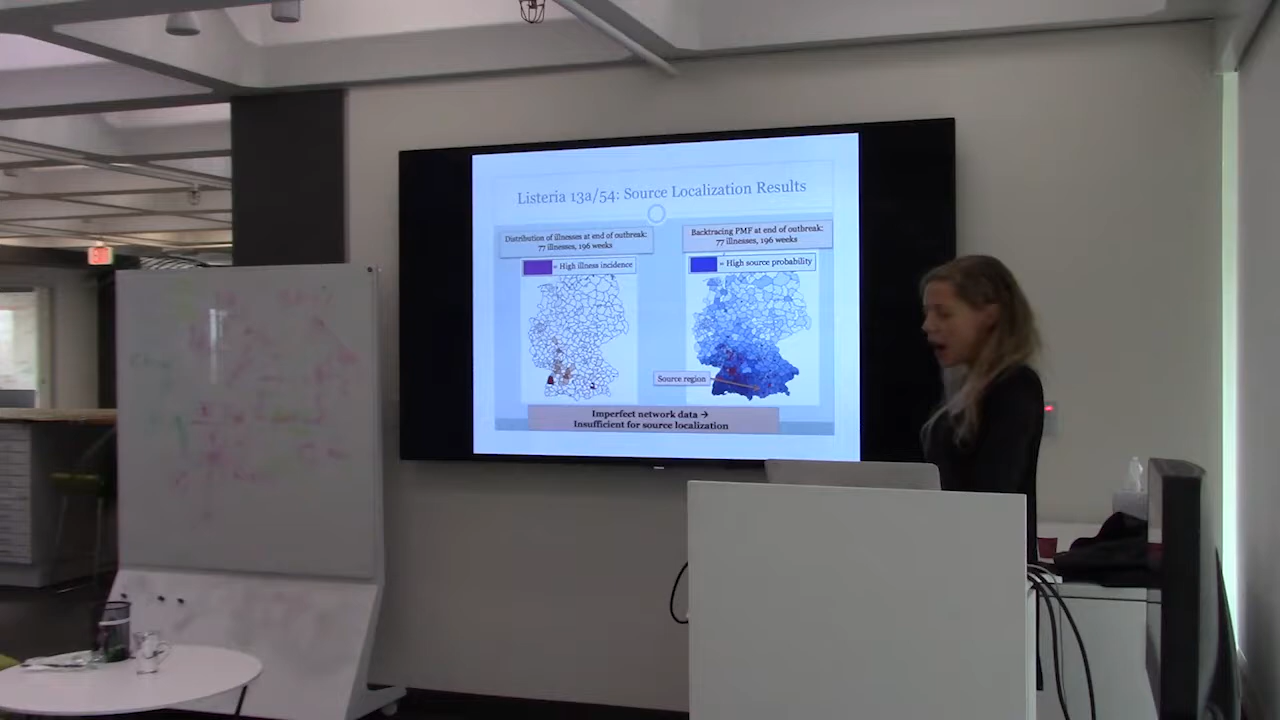 Listeria 13a/54: Source Localization Results
Distribution of illnesses at end of outbreak:
77 illnesses, 196 weeks
= High illness incidence
Backtracing PMF at end of outbreak:
77 illnesses, 196 weeks
= High source probability
Source region
Imperfect network data →
Insufficient for source localization